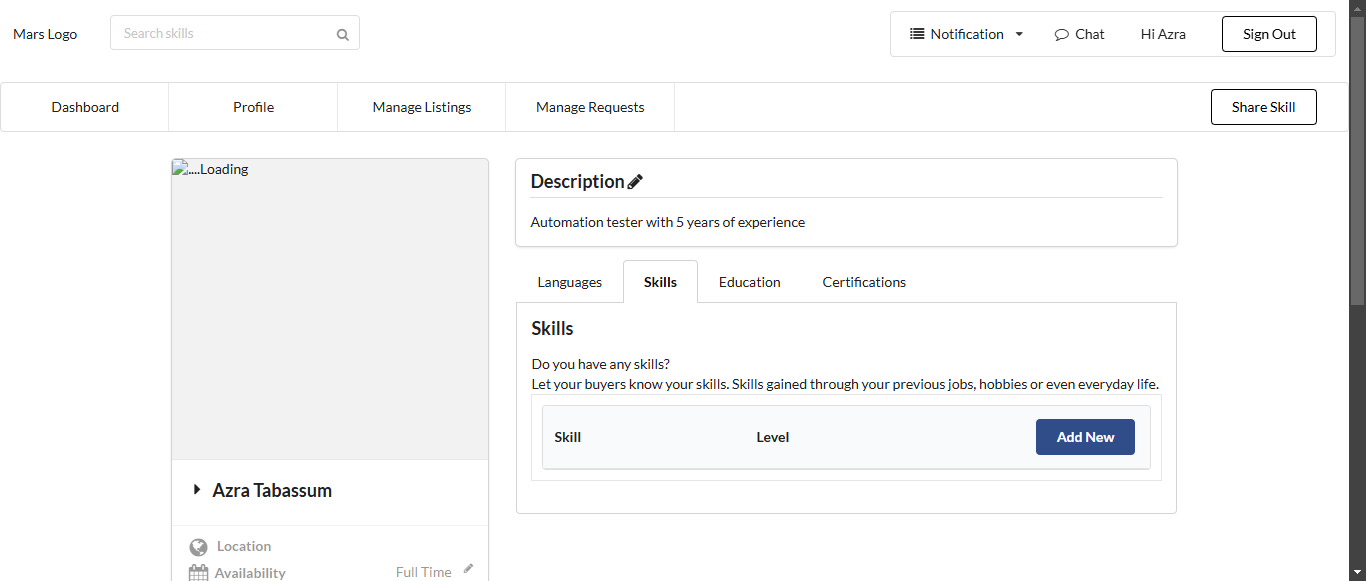 Mars Logo
Search skills
Notification
Chat
Hi Azra
Sign Out
Dashboard
Profile
Manage Listings
Manage Requests
Share Skill
....Loading
Description
Automation tester with 5 years of experience
Languages
Skills
Education
Certifications
Skills
Do you have any skills?
Let your buyers know your skills. Skills gained through your previous jobs, hobbies or even everyday life.
Skill
Level
Add New
Azra Tabassum
Location
Availability
Full Time